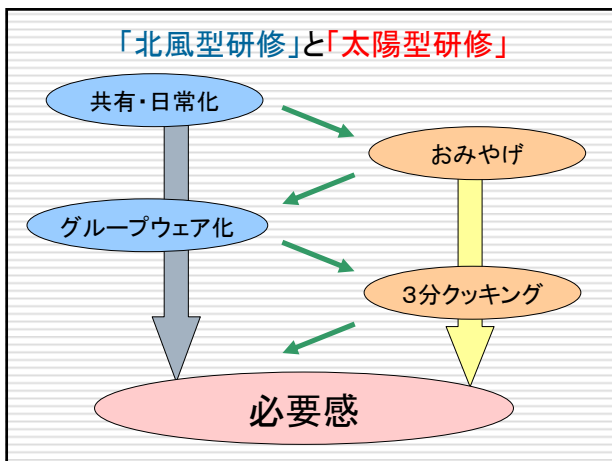 「北風型研修」と「太陽型研修」
共有・日常化
おみやげ
グループウェア化
３分クッキング
必要感